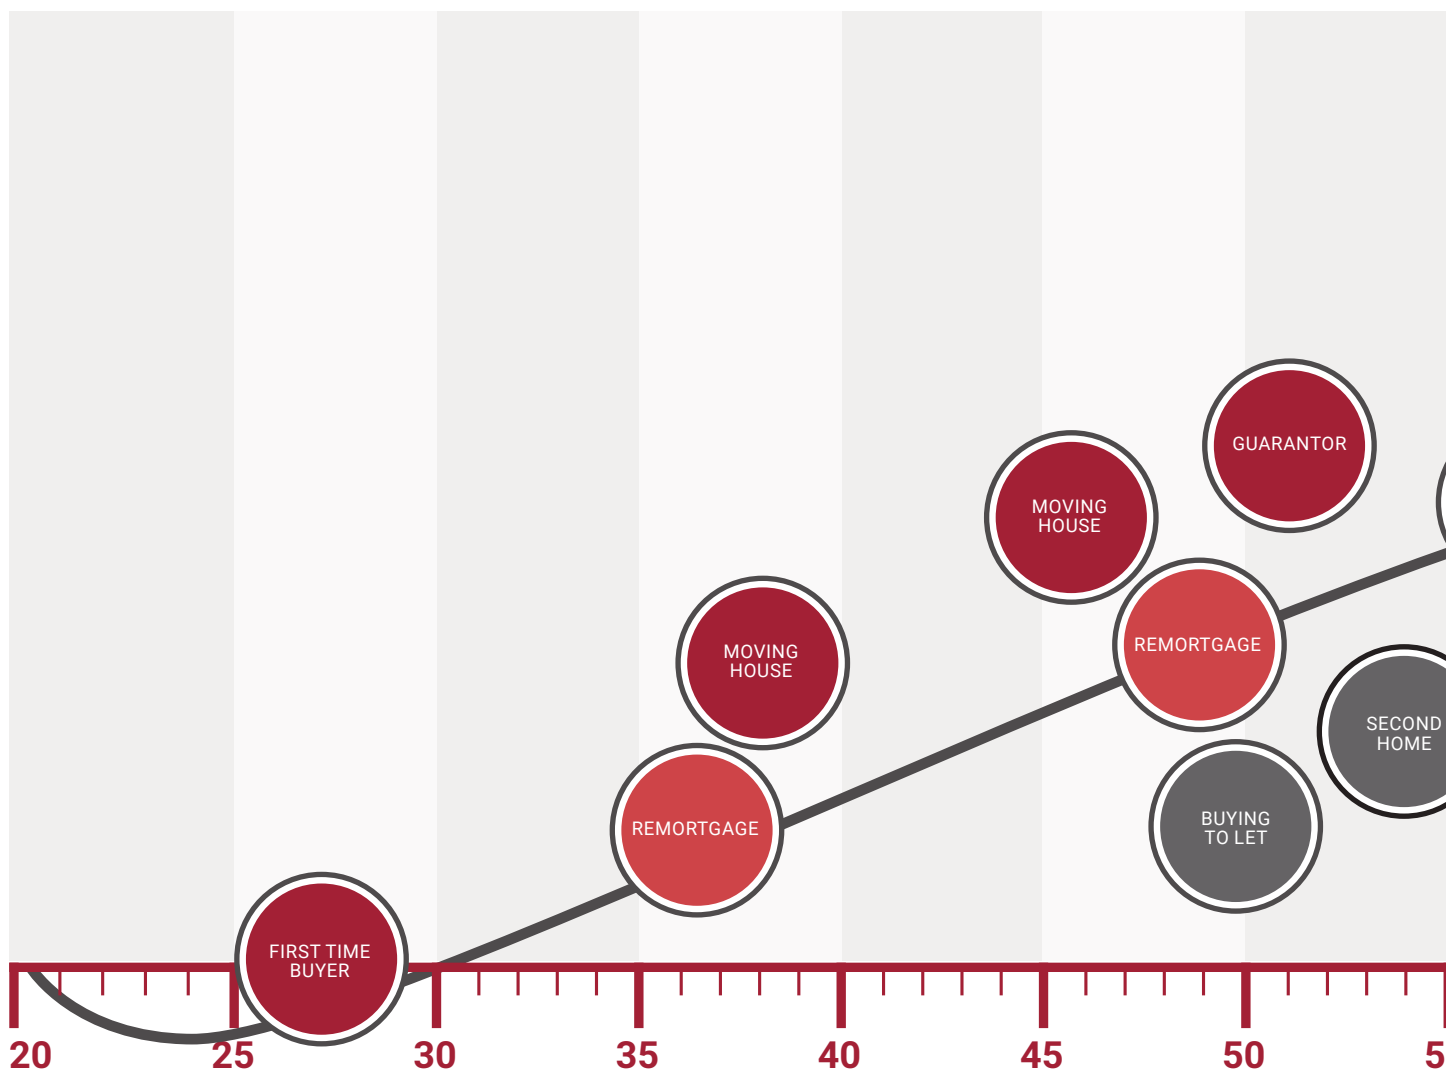 GUARANTOR
MOVING
HOUSE
REMORTGAGE
MOVING
HOUSE
SECOND
HOME
REMORTGAGE
BUYING
TO LET
FIRST TIME
BUYER
20 25 30 35 40 45 50 5